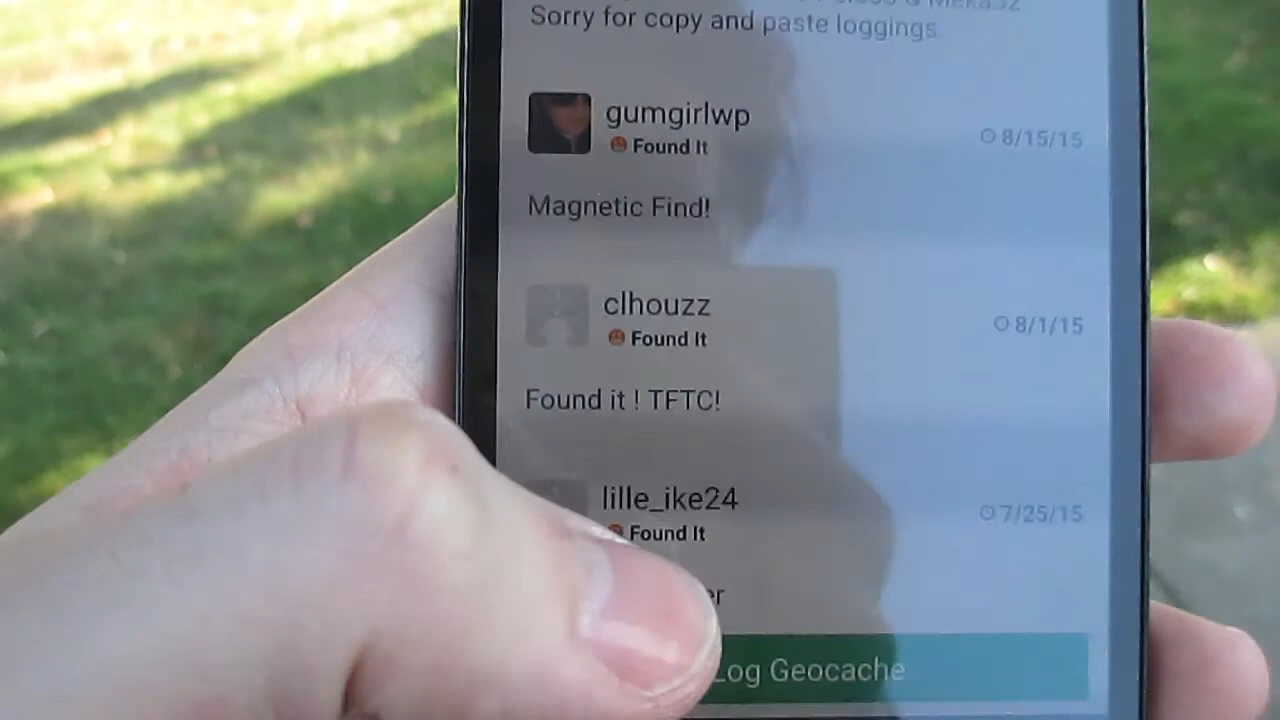 Sorry for copy and paste loggings.
gumgirlwp
Found It
8/15/15
Magnetic Find!
clhouzz
Found It
8/1/15
Found it ! TFTC!
lille_ike24
Found It
7/25/15
Log Geocache